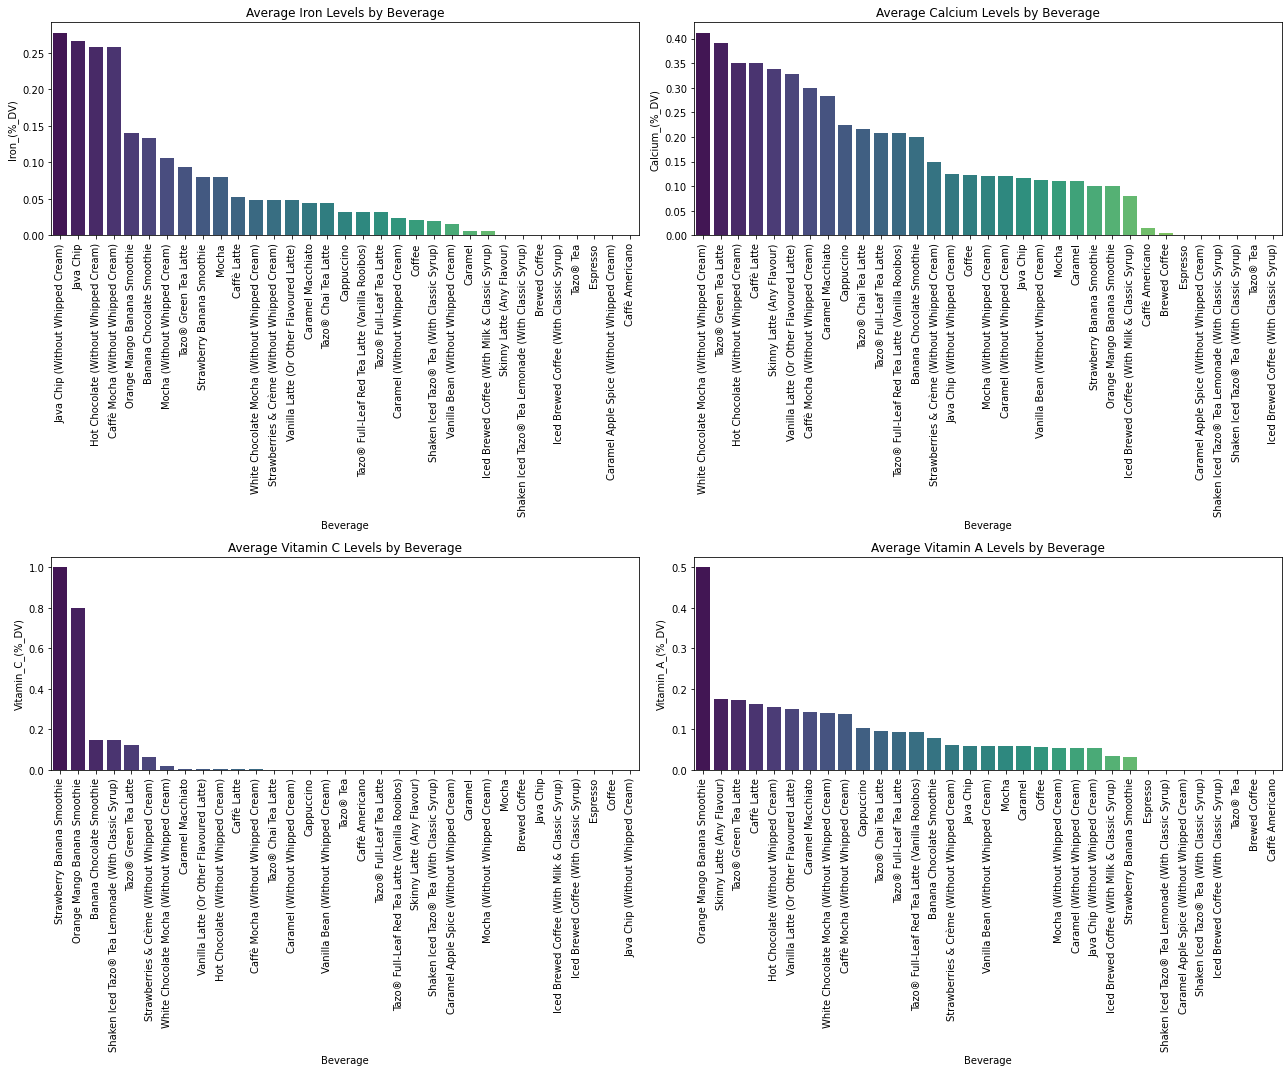 Average Iron Levels by Beverage
Iron_(%_DV)
0.25
0.20
0.15
0.10
0.05
0.00
Java Chip (Without Whipped Cream)
Java Chip
Hot Chocolate (Without Whipped Cream)
Caffè Mocha (Without Whipped Cream)
Orange Mango Banana Smoothie
Banana Chocolate Smoothie
Mocha (Without Whipped Cream)
Tazo® Green Tea Latte
Strawberry Banana Smoothie
Mocha
Caffè Latte
White Chocolate Mocha (Without Whipped Cream)
Strawberries & Crème (Without Whipped Cream)
Vanilla Latte (Or Other Flavoured Latte)
Caramel Macchiato
Tazo® Chai Tea Latte
Cappuccino
Tazo® Full-Leaf Red Tea Latte (Vanilla Rooibos)
Tazo® Full-Leaf Tea Latte
Caramel (Without Whipped Cream)
Coffee
Shaken Iced Tazo® Tea (With Classic Syrup)
Vanilla Bean (Without Whipped Cream)
Caramel
Iced Brewed Coffee (With Milk & Classic Syrup)
Skinny Latte (Any Flavour)
Shaken Iced Tazo® Tea Lemonade (With Classic Syrup)
Brewed Coffee
Iced Brewed Coffee (With Classic Syrup)
Tazo® Tea
Espresso
Caramel Apple Spice (Without Whipped Cream)
Caffè Americano
Beverage
Average Calcium Levels by Beverage
Calcium_(%_DV)
0.40
0.35
0.30
0.25
0.20
0.15
0.10
0.05
0.00
White Chocolate Mocha (Without Whipped Cream)
Tazo® Green Tea Latte
Hot Chocolate (Without Whipped Cream)
Caffè Latte
Skinny Latte (Any Flavour)
Vanilla Latte (Or Other Flavoured Latte)
Caffè Mocha (Without Whipped Cream)
Caramel Macchiato
Cappuccino
Tazo® Chai Tea Latte
Tazo® Full-Leaf Tea Latte
Tazo® Full-Leaf Red Tea Latte (Vanilla Rooibos)
Banana Chocolate Smoothie
Strawberries & Crème (Without Whipped Cream)
Java Chip (Without Whipped Cream)
Coffee
Mocha (Without Whipped Cream)
Caramel (Without Whipped Cream)
Java Chip
Vanilla Bean (Without Whipped Cream)
Mocha
Caramel
Strawberry Banana Smoothie
Orange Mango Banana Smoothie
Iced Brewed Coffee (With Milk & Classic Syrup)
Caffè Americano
Brewed Coffee
Espresso
Caramel Apple Spice (Without Whipped Cream)
Shaken Iced Tazo® Tea Lemonade (With Classic Syrup)
Shaken Iced Tazo® Tea (With Classic Syrup)
Tazo® Tea
Iced Brewed Coffee (With Classic Syrup)
Beverage
Average Vitamin C Levels by Beverage
Vitamin_C_(%_DV)
1.0
0.8
0.6
0.4
0.2
0.0
Strawberry Banana Smoothie
Orange Mango Banana Smoothie
Banana Chocolate Smoothie
Shaken Iced Tazo® Tea Lemonade (With Classic Syrup)
Tazo® Green Tea Latte
Strawberries & Crème (Without Whipped Cream)
White Chocolate Mocha (Without Whipped Cream)
Caramel Macchiato
Vanilla Latte (Or Other Flavoured Latte)
Hot Chocolate (Without Whipped Cream)
Caffè Latte
Caffè Mocha (Without Whipped Cream)
Tazo® Chai Tea Latte
Caramel (Without Whipped Cream)
Cappuccino
Vanilla Bean (Without Whipped Cream)
Tazo® Tea
Caffè Americano
Tazo® Full-Leaf Tea Latte
Tazo® Full-Leaf Red Tea Latte (Vanilla Rooibos)
Skinny Latte (Any Flavour)
Shaken Iced Tazo® Tea (With Classic Syrup)
Caramel Apple Spice (Without Whipped Cream)
Caramel
Mocha (Without Whipped Cream)
Mocha
Brewed Coffee
Java Chip
Iced Brewed Coffee (With Milk & Classic Syrup)
Iced Brewed Coffee (With Classic Syrup)
Espresso
Coffee
Java Chip (Without Whipped Cream)
Beverage
Average Vitamin A Levels by Beverage
Vitamin_A_(%_DV)
0.5
0.4
0.3
0.2
0.1
0.0
Orange Mango Banana Smoothie
Skinny Latte (Any Flavour)
Tazo® Green Tea Latte
Caffè Latte
Hot Chocolate (Without Whipped Cream)
Vanilla Latte (Or Other Flavoured Latte)
Caramel Macchiato
White Chocolate Mocha (Without Whipped Cream)
Caffè Mocha (Without Whipped Cream)
Cappuccino
Tazo® Chai Tea Latte
Tazo® Full-Leaf Tea Latte
Tazo® Full-Leaf Red Tea Latte (Vanilla Rooibos)
Banana Chocolate Smoothie
Strawberries & Crème (Without Whipped Cream)
Java Chip
Vanilla Bean (Without Whipped Cream)
Mocha
Caramel
Coffee
Mocha (Without Whipped Cream)
Caramel (Without Whipped Cream)
Java Chip (Without Whipped Cream)
Iced Brewed Coffee (With Milk & Classic Syrup)
Strawberry Banana Smoothie
Espresso
Shaken Iced Tazo® Tea Lemonade (With Classic Syrup)
Caramel Apple Spice (Without Whipped Cream)
Shaken Iced Tazo® Tea (With Classic Syrup)
Iced Brewed Coffee (With Classic Syrup)
Tazo® Tea
Brewed Coffee
Caffè Americano
Beverage